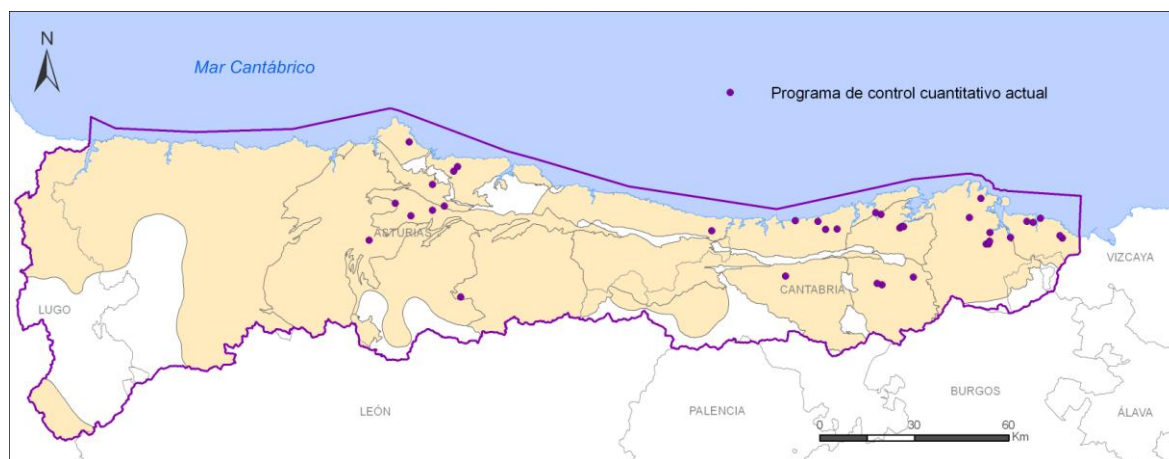 N
Mar Cantábrico
Programa de control cuantitativo actual
ASTURIAS
VIZCAYA
CANTABRIA
LUGO
BURGOS
LEÓN
PALENCIA
ÁLAVA
0 30 60
Km